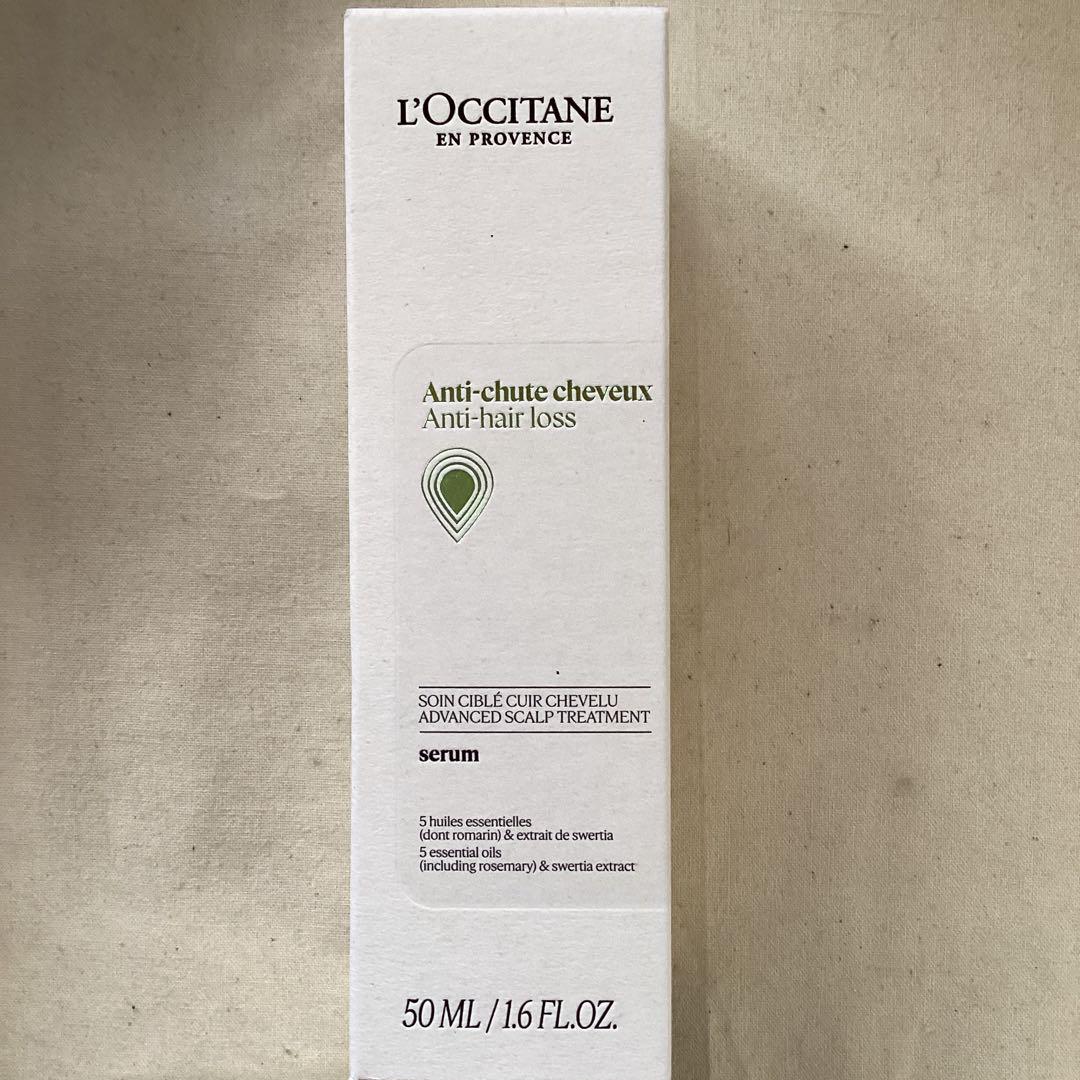 L'OCCITANE
EN PROVENCE
Anti-chute cheveux
Anti-hair loss
SOIN CIBLÉ CUIR CHEVELU
ADVANCED SCALP TREATMENT
serum
5 huiles essentielles
(dont romarin) & extrait de swertia
5 essential oils
(including rosemary) & swertia extract
50 ML / 1.6 FL.OZ.